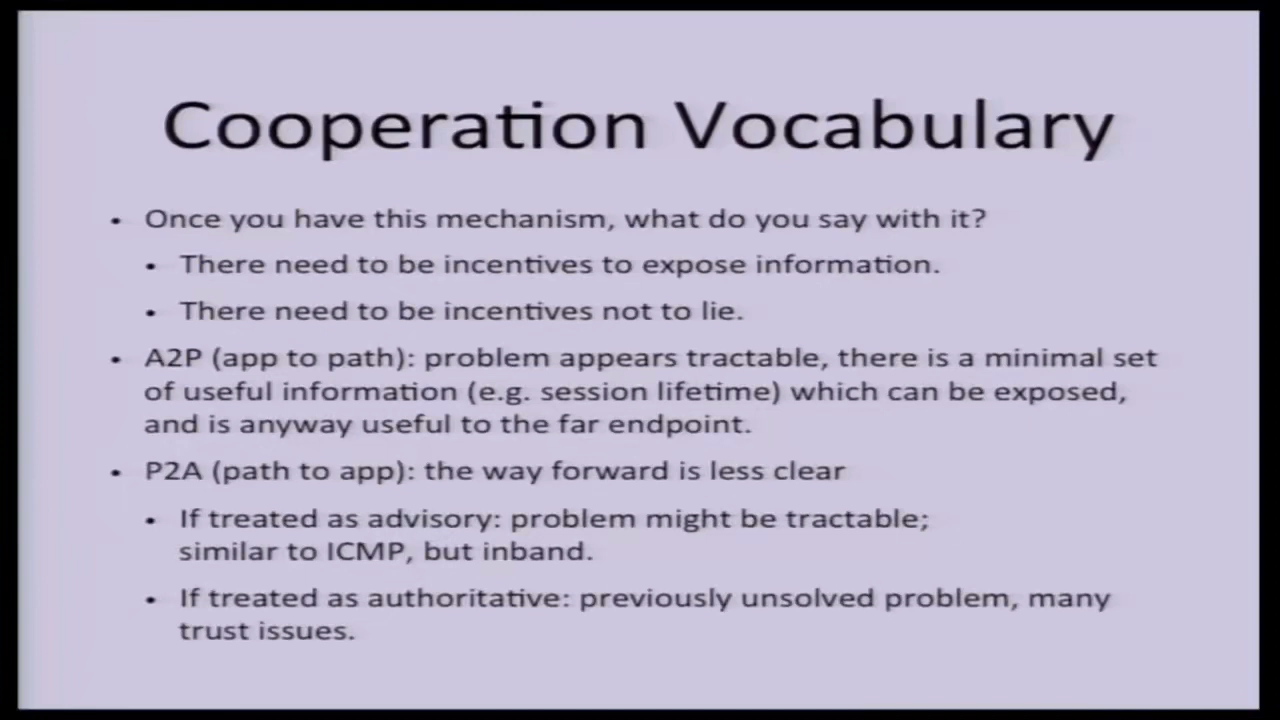 Cooperation Vocabulary
• Once you have this mechanism, what do you say with it?
• There need to be incentives to expose information.
• There need to be incentives not to lie.
• A2P (app to path): problem appears tractable, there is a minimal set
of useful information (e.g. session lifetime) which can be exposed,
and is anyway useful to the far endpoint.
• P2A (path to app): the way forward is less clear
• If treated as advisory: problem might be tractable;
similar to ICMP, but inband.
• If treated as authoritative: previously unsolved problem, many
trust issues.